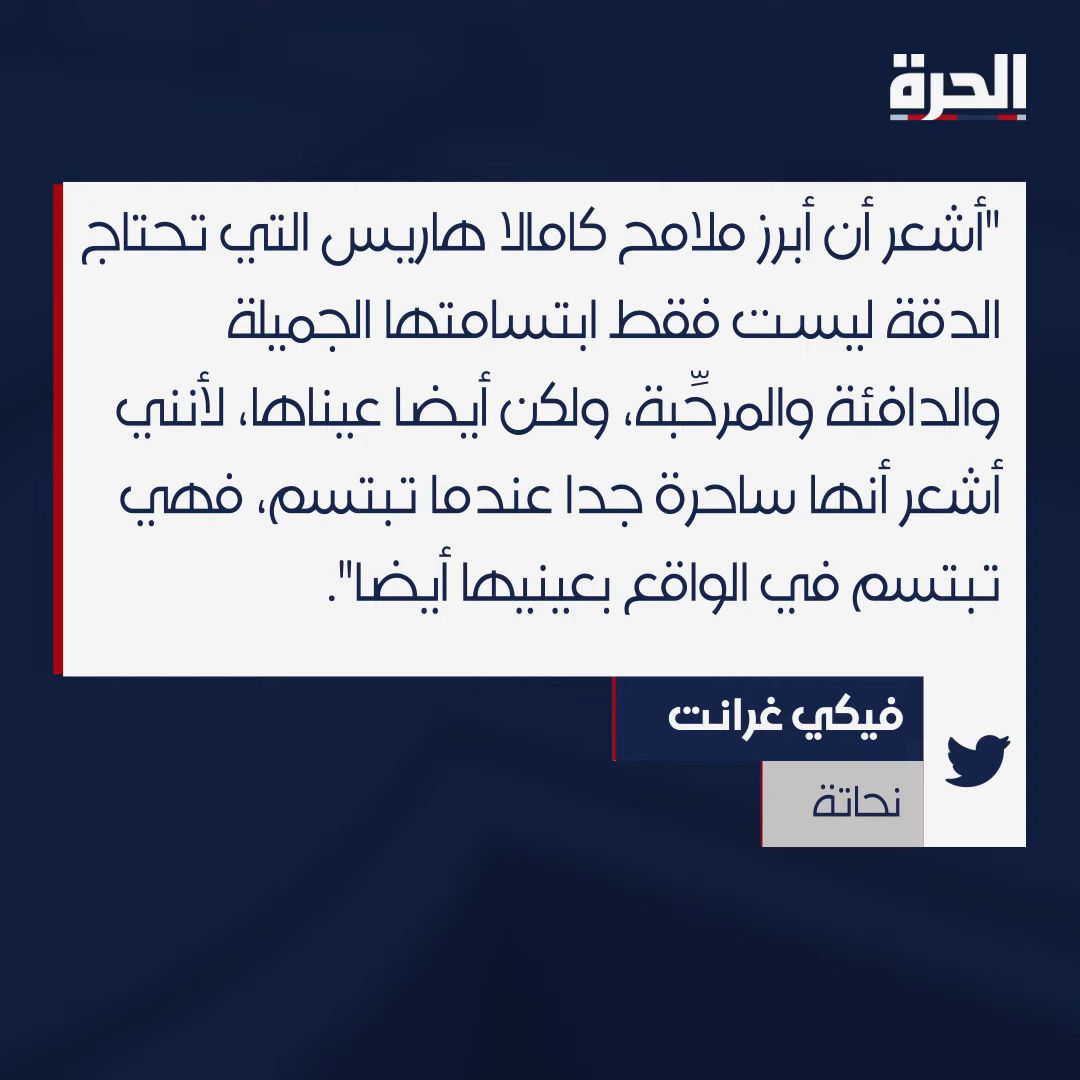 الحرة
"أشعر أن أبرز ملامح كامالا هاريس التي تحتاج
الدقة ليست فقط ابتسامتها الجميلة
والدافئة والمرحِّبة، ولكن أيضا عيناها، لأنني
أشعر أنها ساحرة جدا عندما تبتسم، فهي
تبتسم في الواقع بعينيها أيضا".
فيكي غرانت
نحاتة